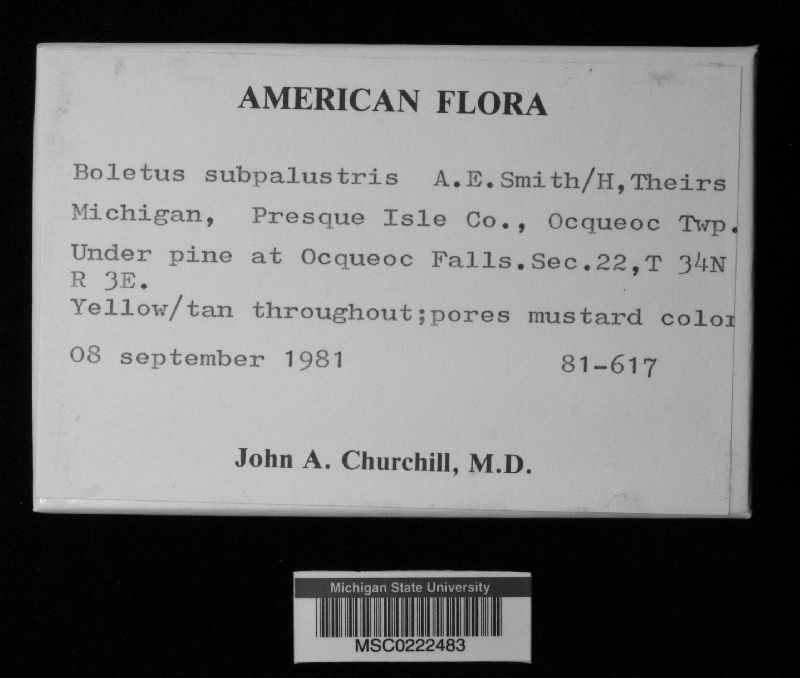 AMERICAN FLORA
Boletus subpalustris A.E.Smith/H,Theirs
Michigan, Presque Isle Co., Ocqueoc Twp.
Under pine at Ocqueoc Falls.Sec.22,T 34N
R 3E.
Yellow/tan throughout;pores mustard color
08 september 1981 81-617
John A. Churchill, M.D.
Michigan State University
MSC0222483